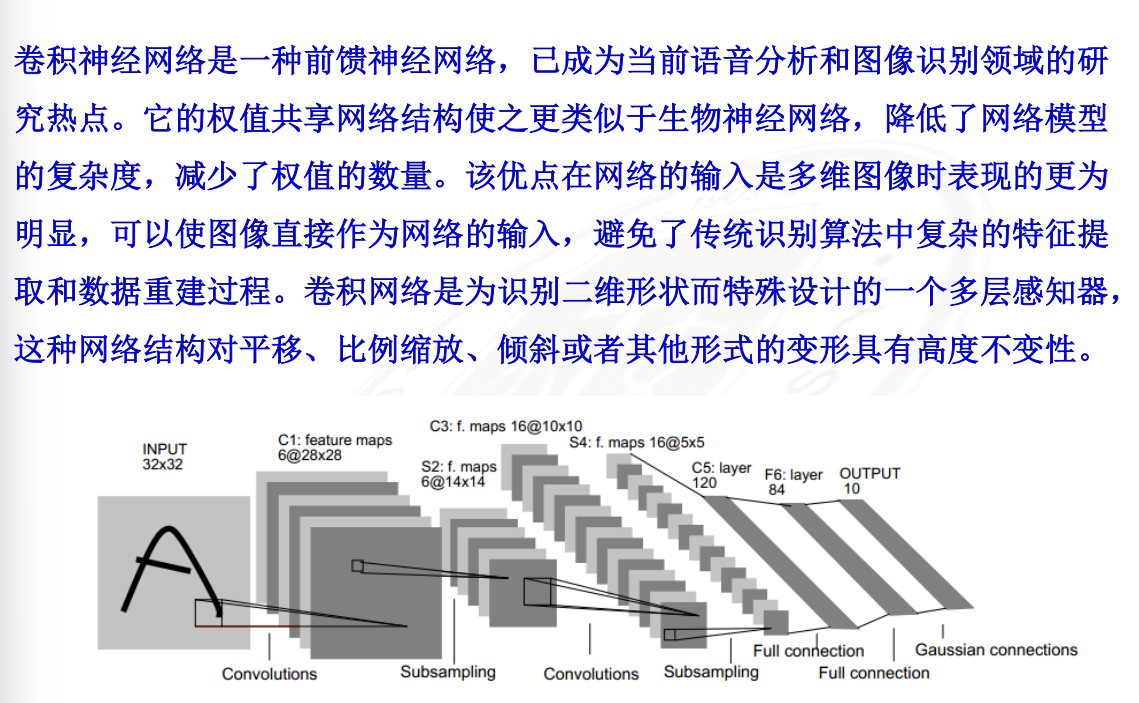 卷积神经网络是一种前馈神经网络，已成为当前语音分析和图像识别领域的研
究热点。它的权值共享网络结构使之更类似于生物神经网络，降低了网络模型
的复杂度，减少了权值的数量。该优点在网络的输入是多维图像时表现的更为
明显，可以使图像直接作为网络的输入，避免了传统识别算法中复杂的特征提
取和数据重建过程。卷积网络是为识别二维形状而特殊设计的一个多层感知器，
这种网络结构对平移、比例缩放、倾斜或者其他形式的变形具有高度不变性。
INPUT
32x32
C1: feature maps
6@28x28
S2: f. maps
6@14x14
C3: f. maps 16@10x10
S4: f. maps 16@5x5
C5: layer
120
F6: layer
84
OUTPUT
10
A
Convolutions
Subsampling
Convolutions
Subsampling
Full connection
Full connection
Gaussian connections